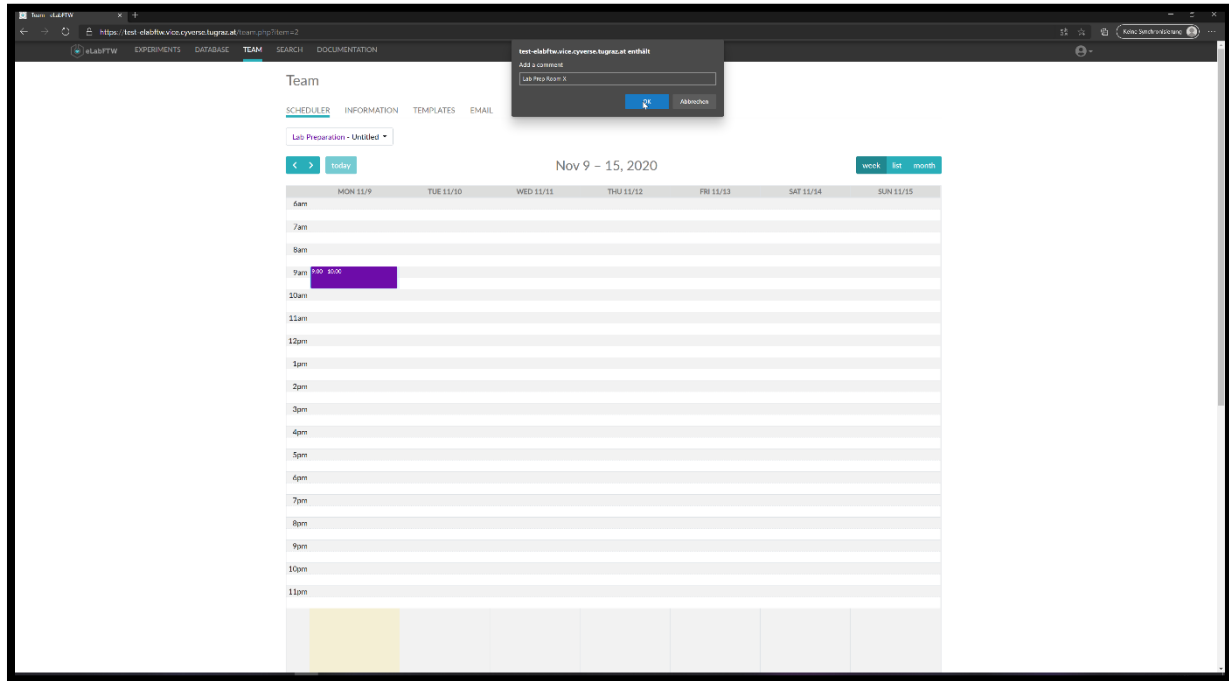 Team - eLabFTW
https://test-elabftw.vice.cyverse.tugraz.at/team.php?item=2
Keine Synchronisierung
eLabFTW EXPERIMENTS DATABASE TEAM SEARCH DOCUMENTATION
test-elabftw.vice.cyverse.tugraz.at enthält
Add a comment
Lab Prep Room X
OK Abbrechen
Team
SCHEDULER INFORMATION TEMPLATES EMAIL
Lab Preparation - Untitled
today
Nov 9 – 15, 2020
week list month
MON 11/9 TUE 11/10 WED 11/11 THU 11/12 FRI 11/13 SAT 11/14 SUN 11/15
6am
7am
8am
9am 9:00 - 10:00
10am
11am
12pm
1pm
2pm
3pm
4pm
5pm
6pm
7pm
8pm
9pm
10pm
11pm